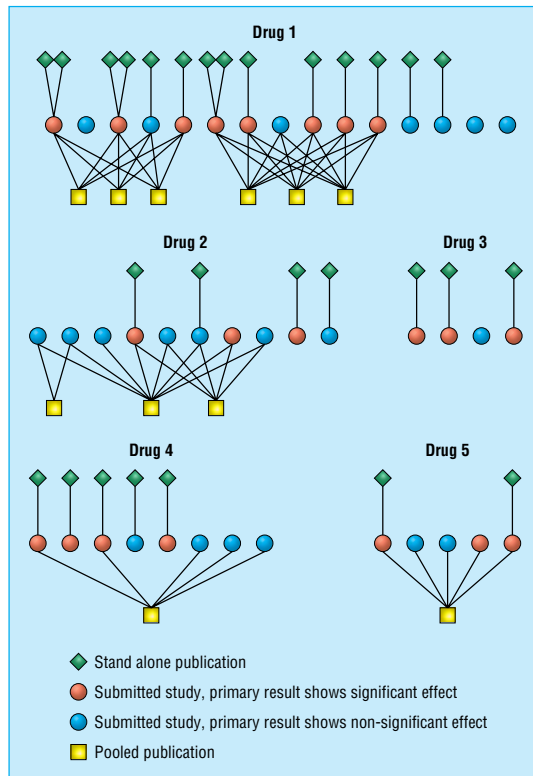 Drug 1
Drug 2
Drug 3
Drug 4
Drug 5
Stand alone publication
Submitted study, primary result shows significant effect
Submitted study, primary result shows non-significant effect
Pooled publication